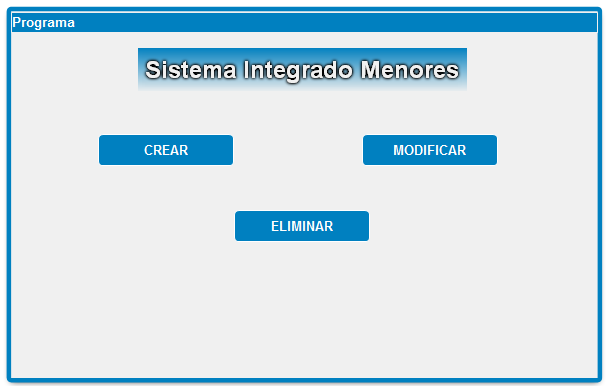 Programa
Sistema Integrado Menores
CREAR
MODIFICAR
ELIMINAR